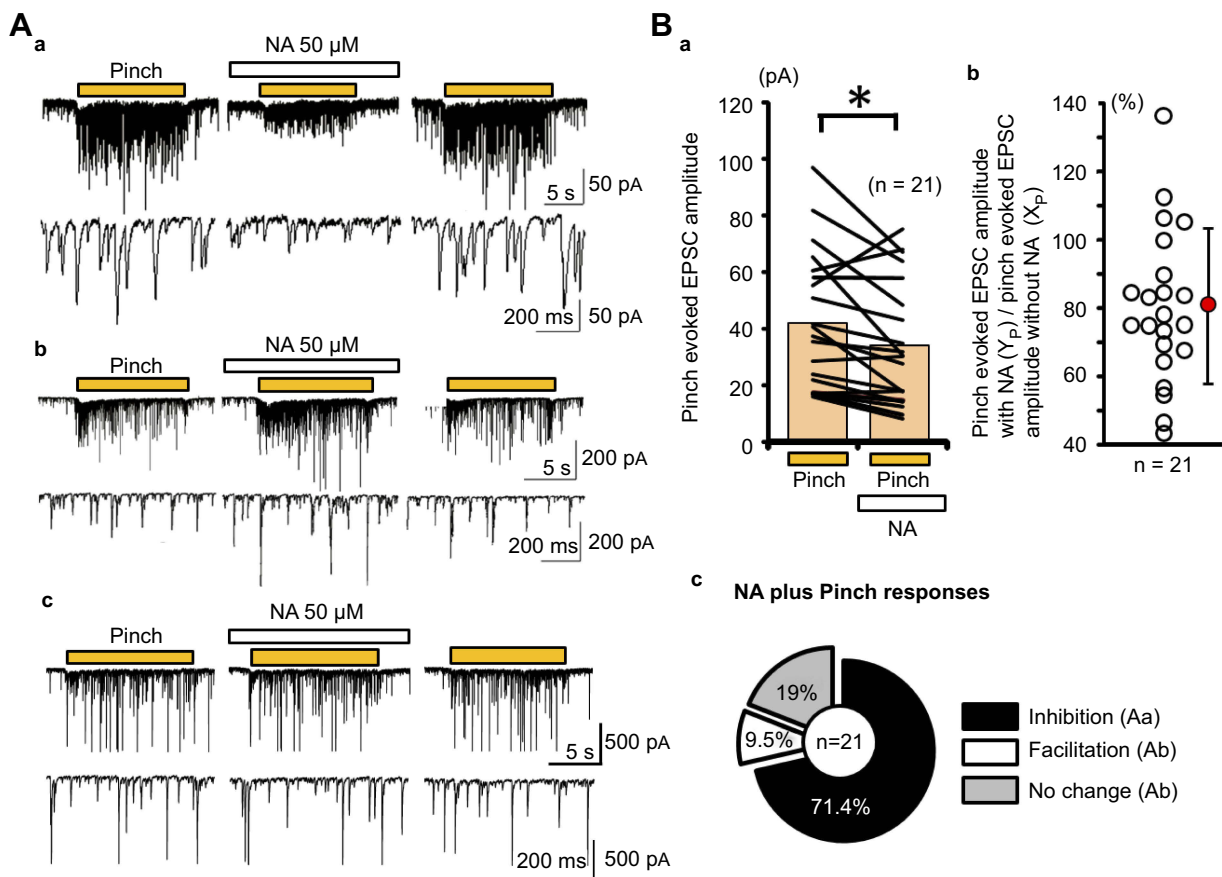 A
a
NA 50 µM
Pinch
5 s
50 pA
200 ms
50 pA
b
NA 50 µM
Pinch
5 s
200 pA
200 ms
200 pA
c
NA 50 µM
Pinch
5 s
500 pA
200 ms
500 pA
B
a
(pA)
Pinch evoked EPSC amplitude
120
100
80
60
40
20
0
*
(n = 21)
Pinch
Pinch
NA
b
(%)
Pinch evoked EPSC amplitude
with NA (Y_P) / pinch evoked EPSC
amplitude without NA (X_P)
140
120
100
80
60
40
n = 21
c
NA plus Pinch responses
19%
9.5%
n=21
71.4%
Inhibition (Aa)
Facilitation (Ab)
No change (Ab)